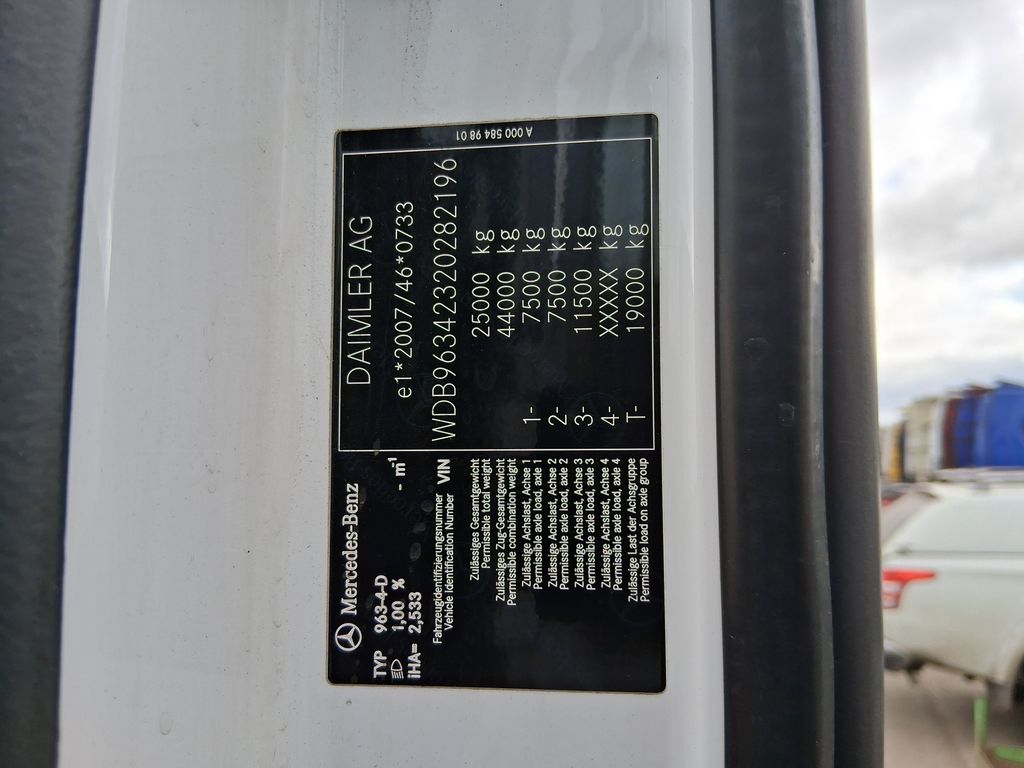 Mercedes-Benz
DAIMLER AG
TYP 963-4-D
e1*2007/46*0733
1,00 % - m⁻¹
iHA= 2,533
Fahrzeugidentifizierungsnummer
Vehicle Identification Number VIN WDB9634232028 2196
Zulässiges Gesamtgewicht
Permissible total weight 25000 kg
Zulässiges Zug-Gesamtgewicht
Permissible combination weight 44000 kg
Zulässige Achslast, Achse 1
Permissible axle load, axle 1 1- 7500 kg
Zulässige Achslast, Achse 2
Permissible axle load, axle 2 2- 7500 kg
Zulässige Achslast, Achse 3
Permissible axle load, axle 3 3- 11500 kg
Zulässige Achslast, Achse 4
Permissible axle load, axle 4 4- XXXXX kg
Zulässige Last der Achsgruppe
Permissible load on axle group T- 19000 kg
A 000 584 98 01